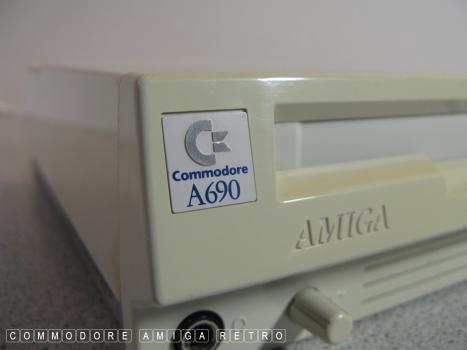 Commodore
A690
AMIGA
COMMODORE AMIGA RETRO